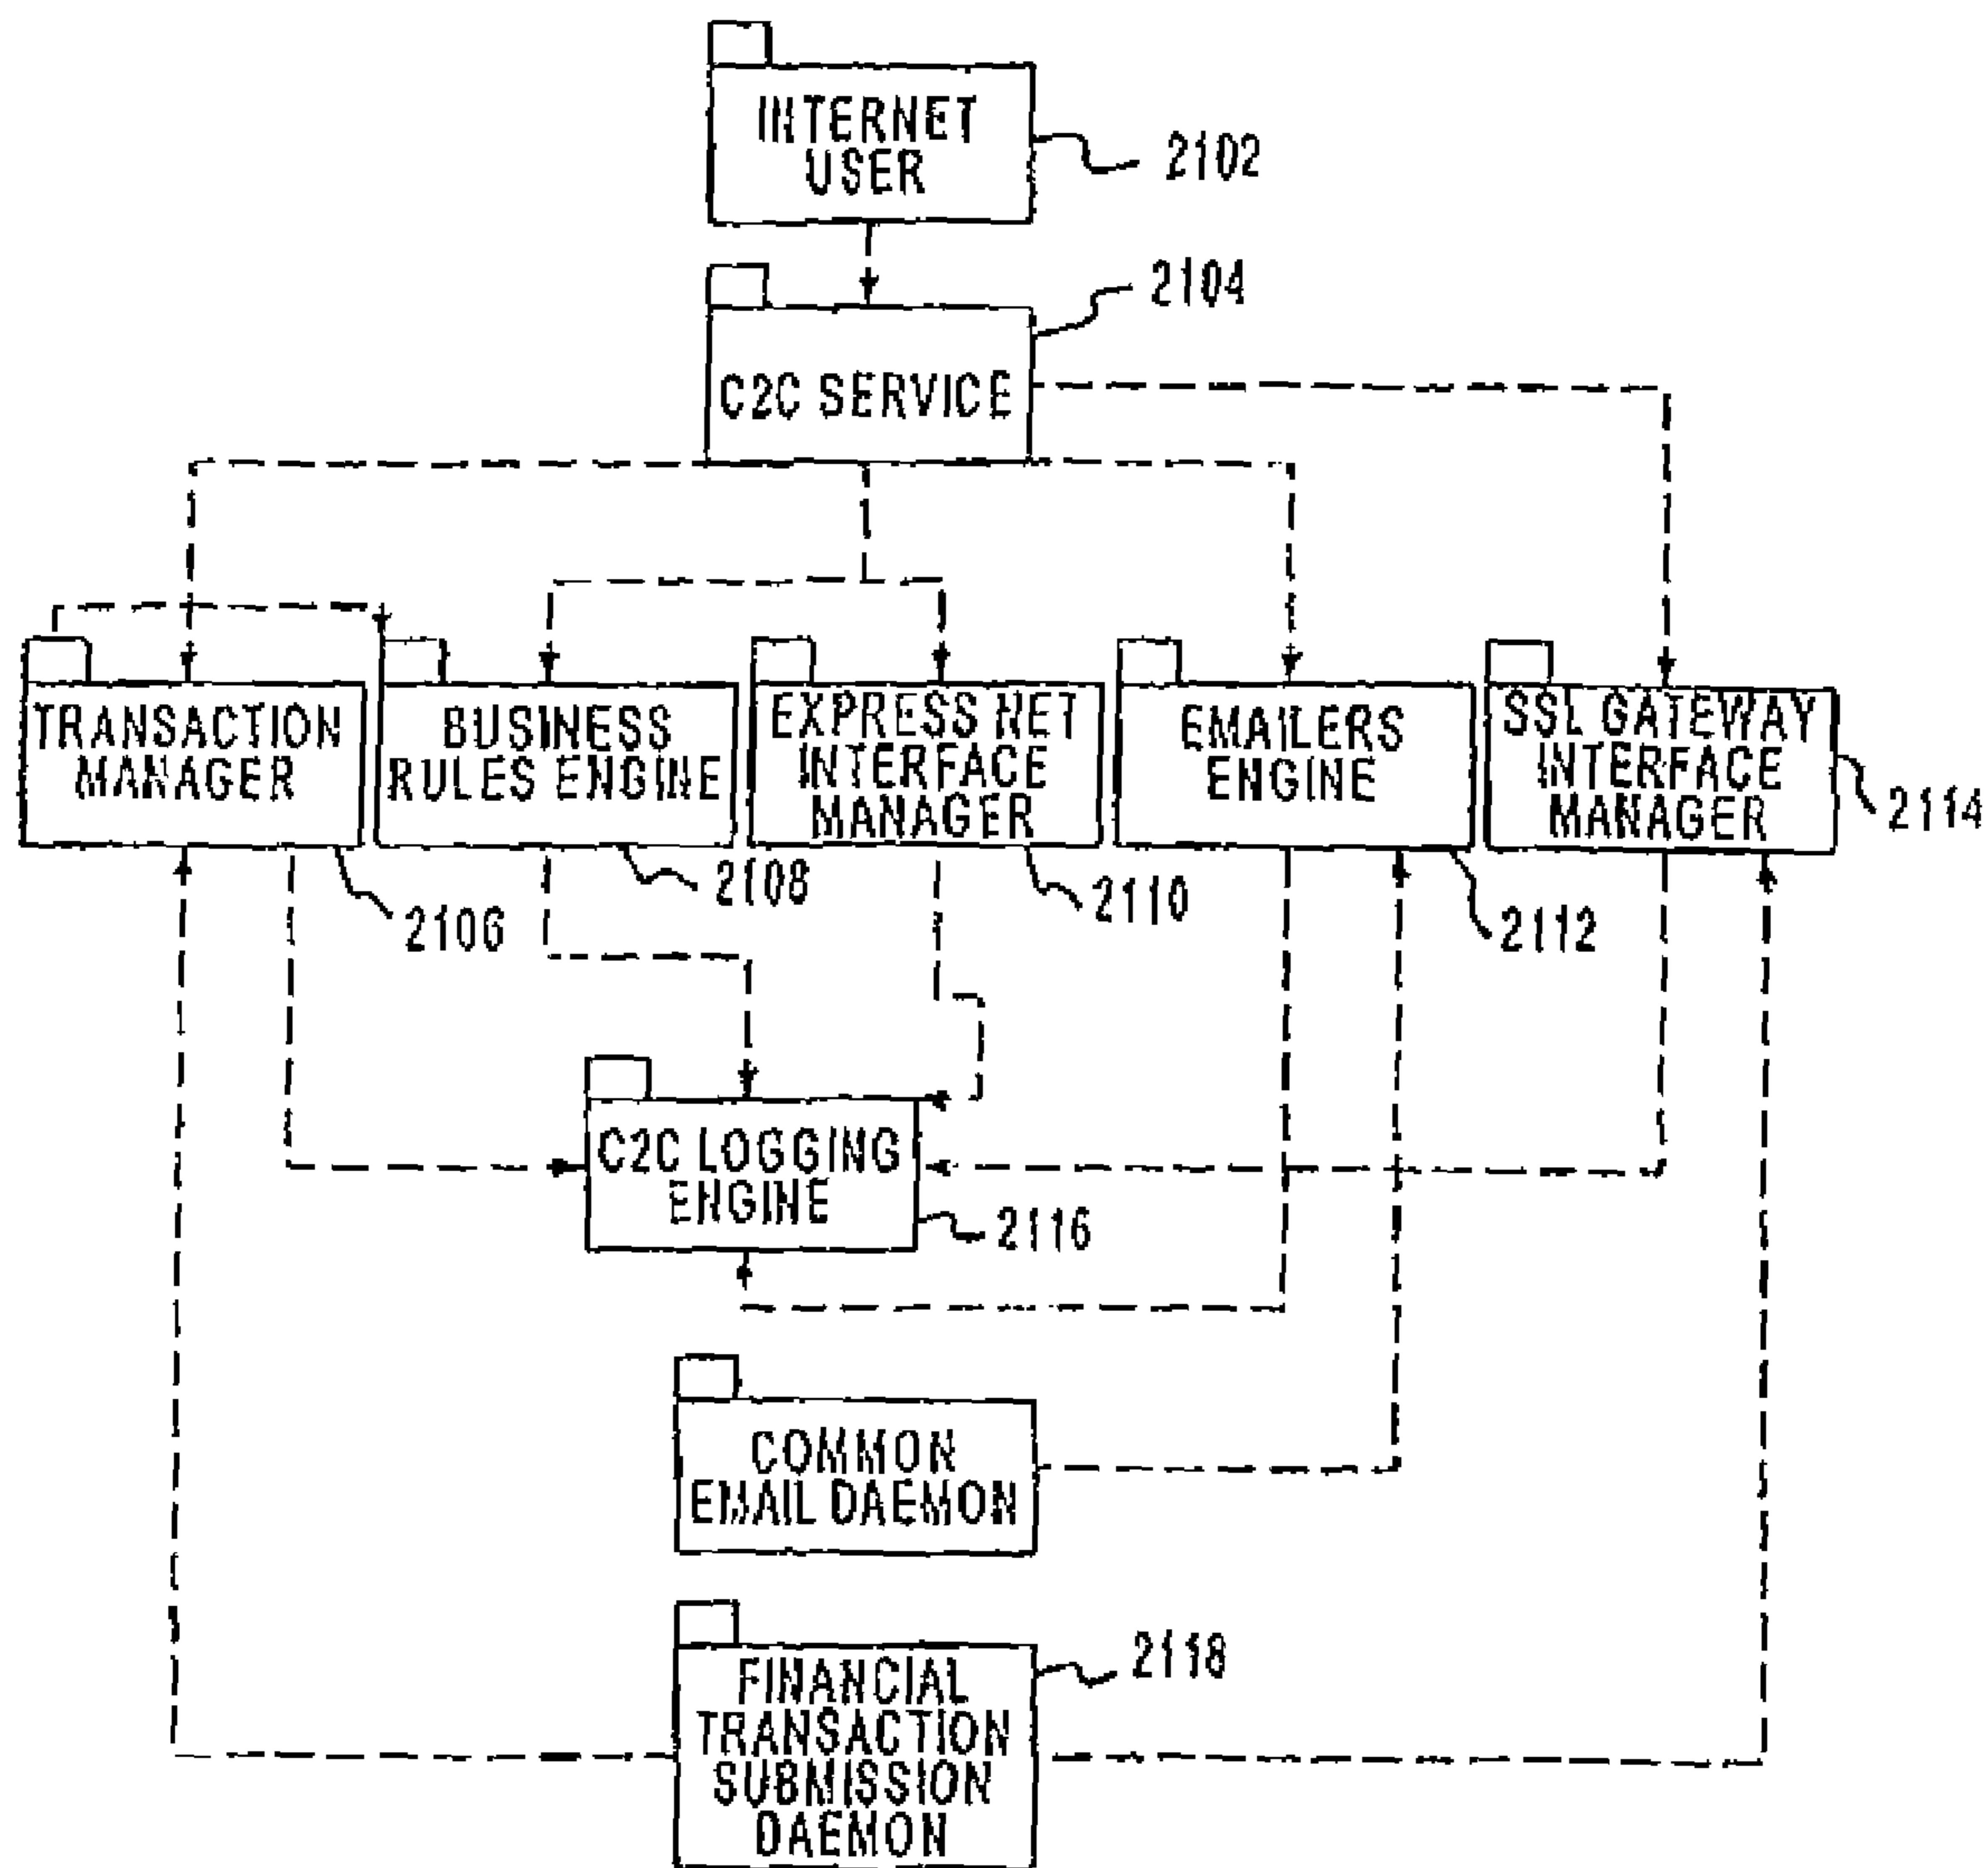 INTERNET
USER
2102
2104
C2C SERVICE
TRANSACTION
MANAGER
BUSINESS
RULES ENGINE
EXPRESS NET
INTERFACE
MANAGER
EMAILERS
ENGINE
SSL GATEWAY
INTERFACE
MANAGER
2114
2106
2108
2110
2112
C2C LOGGING
ENGINE
2116
COMMON
EMAIL DAEMON
2118
FINANCIAL
TRANSACTION
SUBMISSION
DAEMON